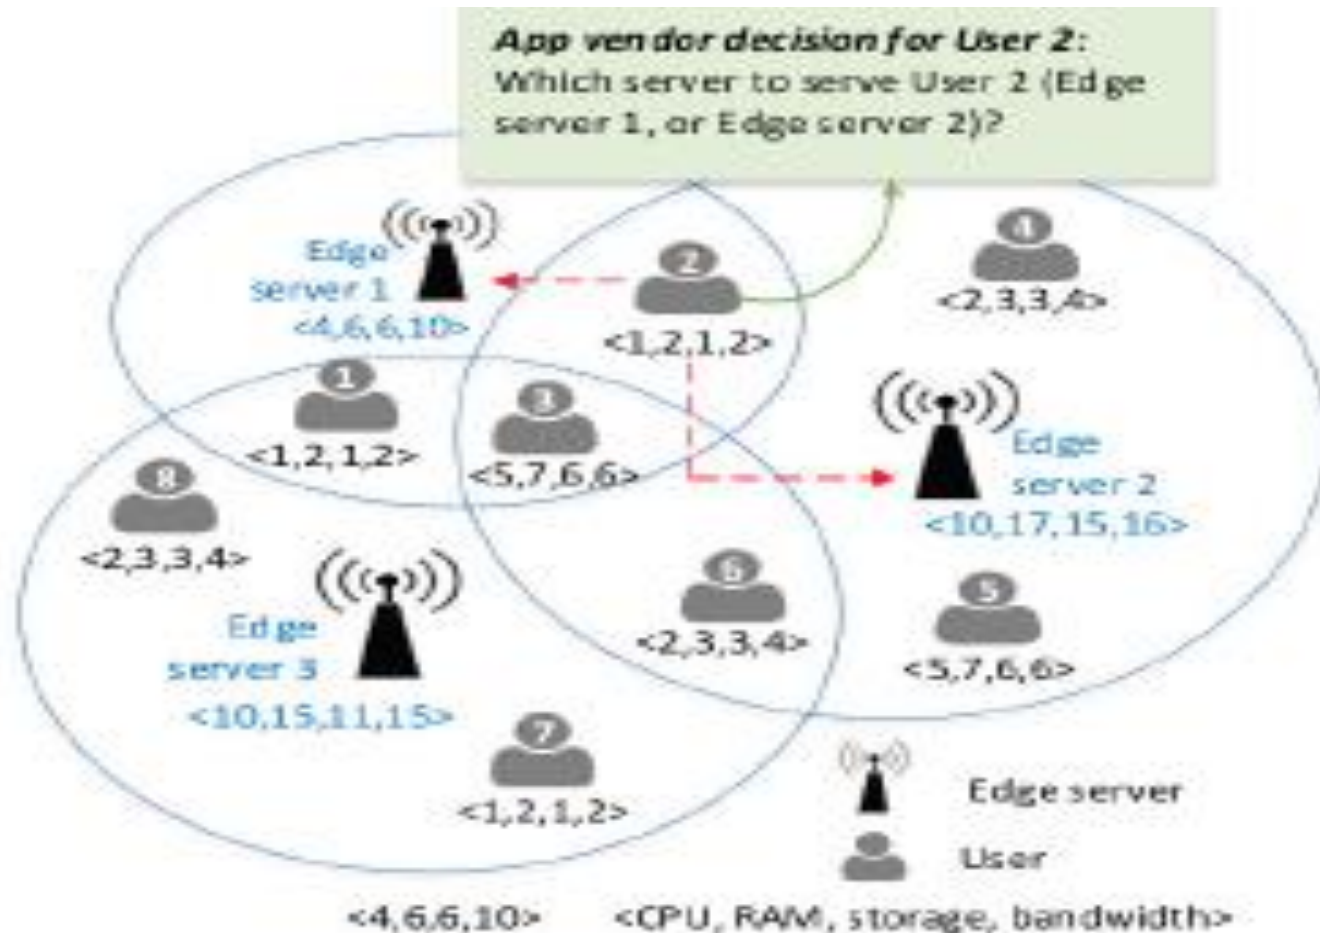 App vendor decision for User 2:
Which server to serve User 2 (Edge
server 1, or Edge server 2)?
4
Edge
server 1
<4,6,6,10>
2
<1,2,1,2>
<2,3,3,4>
1
<1,2,1,2>
3
<5,7,6,6>
Edge
server 2
<10,17,15,16>
8
<2,3,3,4>
6
<2,3,3,4>
5
<5,7,6,6>
Edge
server 3
<10,15,11,15>
7
<1,2,1,2>
Edge server
User
<4,6,6,10> <CPU, RAM, storage, bandwidth>